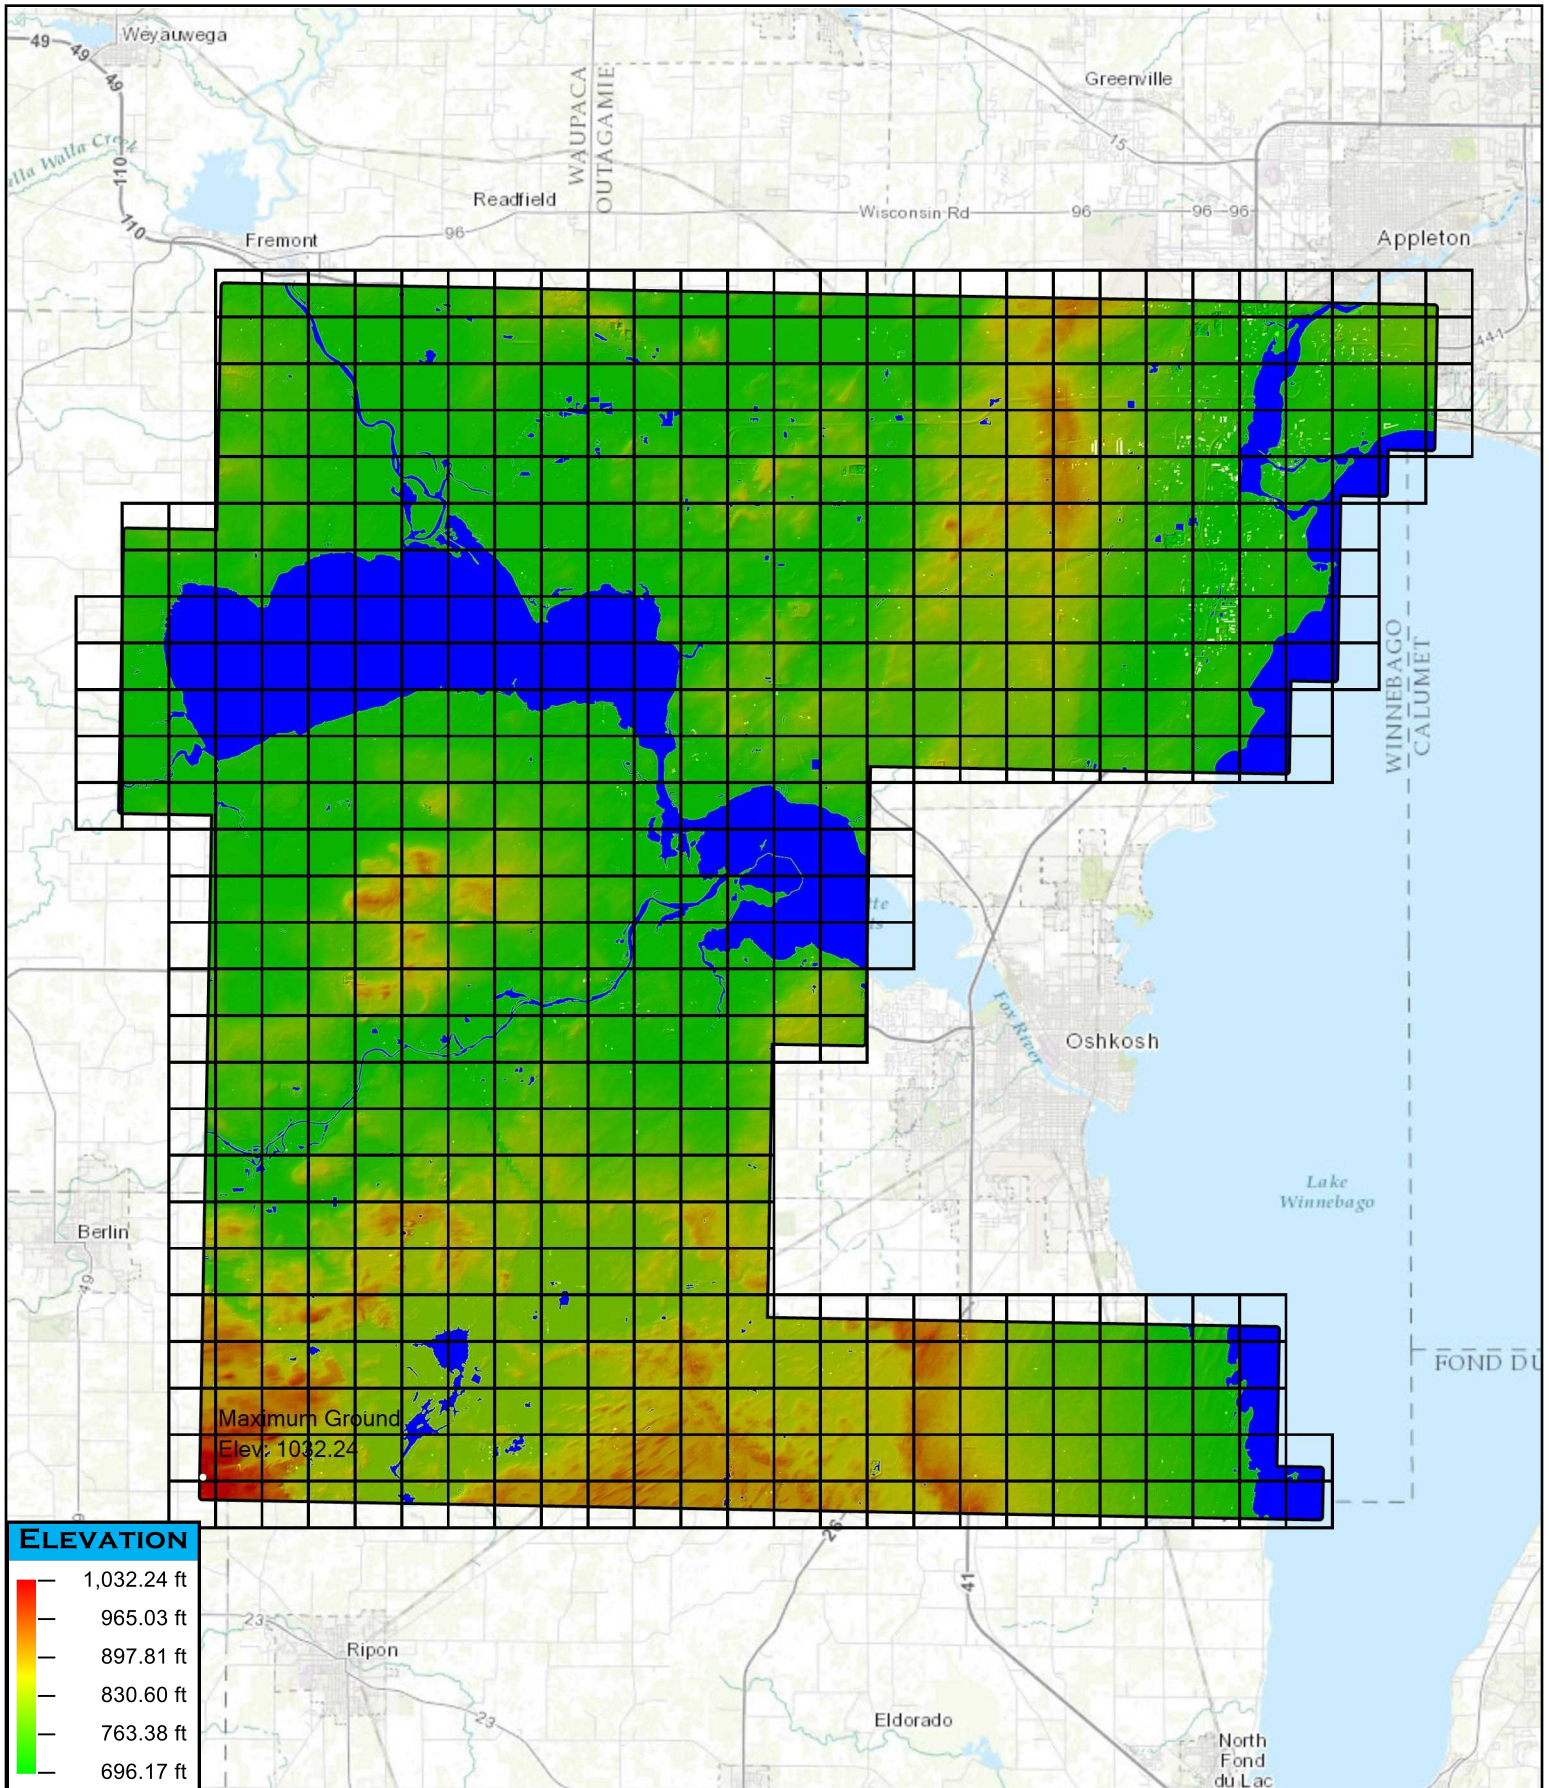 49
Weyauwega
49
49
Greenville
WAUPACA
OUTAGAMIE
15
Walla Creek
110
Readfield
Wisconsin Rd
96
96
96
110
Fremont
96
Appleton
441
WINNEBAGO
CALUMET
Fox River
Oshkosh
Lake
Winnebago
Berlin
49
FOND DU
Maximum Ground
Elev: 1032.24
26
41
ELEVATION
1,032.24 ft
965.03 ft
897.81 ft
830.60 ft
763.38 ft
696.17 ft
23
Ripon
23
Eldorado
North
Fond
du Lac